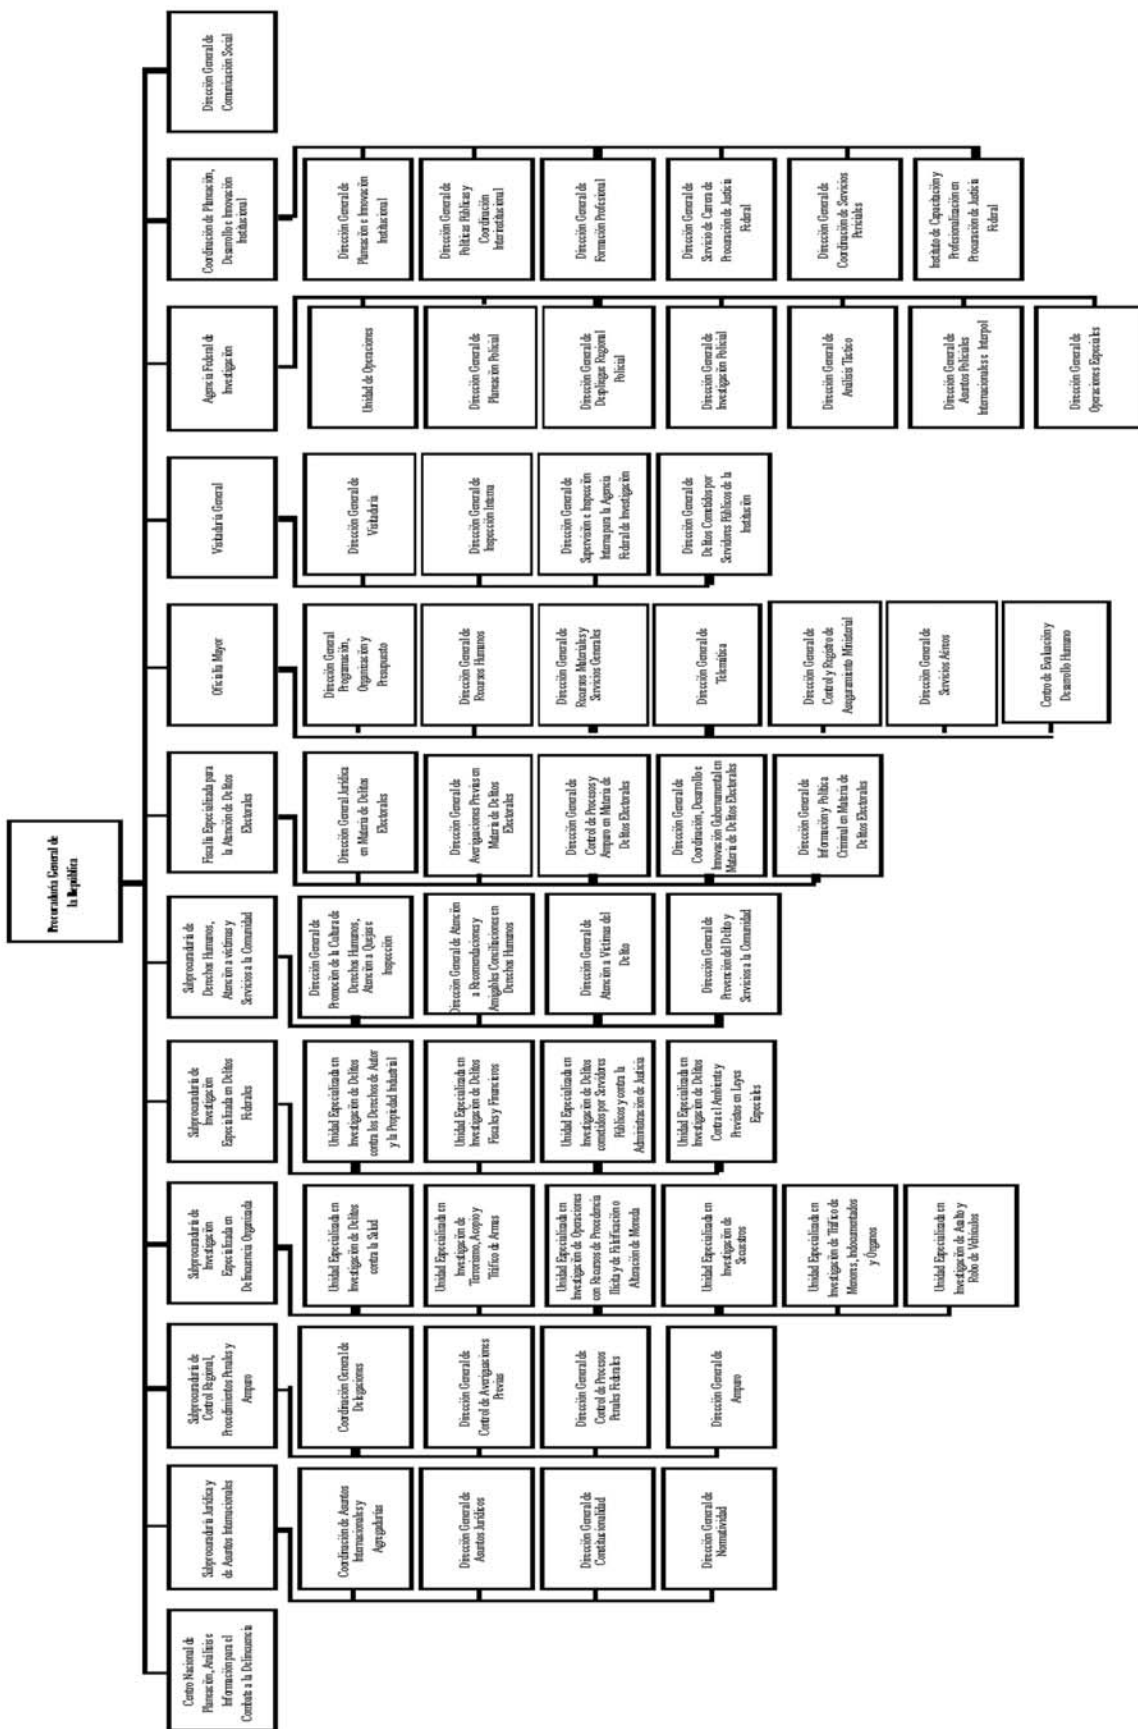 Procuraduría General de
la República
Centro Nacional de
Planeación, Análisis e
Información para el
Combate a la Delincuencia
Subprocuraduría Jurídica y
de Asuntos Internacionales
Subprocuraduría de
Control Regional,
Procedimientos Penales y
Amparo
Subprocuraduría de
Investigación
Especializada en
Delincuencia Organizada
Subprocuraduría de
Investigación
Especializada en Delitos
Federales
Subprocuraduría de
Derechos Humanos,
Atención a víctimas y
Servicios a la Comunidad
Fiscalía Especializada para
la Atención de Delitos
Electorales
Oficialía Mayor
Visitaduría General
Agencia Federal de
Investigación
Coordinación de Planeación,
Desarrollo e Innovación
Institucional
Dirección General de
Comunicación Social
Coordinación de Asuntos
Internacionales y
Agregadurías
Dirección General de
Asuntos Jurídicos
Dirección General de
Constitucionalidad
Dirección General de
Normatividad
Coordinación General de
Delegaciones
Dirección General de
Control de Averiguaciones
Previas
Dirección General de
Control de Procesos
Penales Federales
Dirección General de
Amparo
Unidad Especializada en
Investigación de Delitos
contra la Salud
Unidad Especializada en
Investigación de
Terrorismo, Acopio y
Tráfico de Armas
Unidad Especializada en
Investigación de Operaciones
con Recursos de Procedencia
Ilícita y de Falsificación o
Alteración de Moneda
Unidad Especializada en
Investigación de
Secuestros
Unidad Especializada en
Investigación de Tráfico de
Menores, Indocumentados
y Órganos
Unidad Especializada en
Investigación de Asalto y
Robo de Vehículos
Unidad Especializada en
Investigación de Delitos
contra los Derechos de Autor
y la Propiedad Industrial
Unidad Especializada en
Investigación de Delitos
Fiscales y Financieros
Unidad Especializada en
Investigación de Delitos
cometidos por Servidores
Públicos y contra la
Administración de Justicia
Unidad Especializada en
Investigación de Delitos
Contra el Ambiente y
Previstos en Leyes
Especiales
Dirección General de
Promoción de la Cultura de
Derechos Humanos,
Atención a Quejas e
Inspección
Dirección General de Atención
a Recomendaciones y
Amigables Conciliaciones en
Derechos Humanos
Dirección General de
Atención a Víctimas del
Delito
Dirección General de
Prevención del Delito y
Servicios a la Comunidad
Dirección General Jurídica
en Materia de Delitos
Electorales
Dirección General de
Averiguaciones Previas en
Materia de Delitos
Electorales
Dirección General de
Control de Procesos y
Amparo en Materia de
Delitos Electorales
Dirección General de
Coordinación, Desarrollo e
Innovación Gubernamental en
Materia de Delitos Electorales
Dirección General de
Información y Política
Criminal en Materia de
Delitos Electorales
Dirección General
Programación,
Organización y
Presupuesto
Dirección General de
Recursos Humanos
Dirección General de
Recursos Materiales y
Servicios Generales
Dirección General de
Telemática
Dirección General de
Control y Registro de
Aseguramiento Ministerial
Dirección General de
Servicios Aéreos
Centro de Evaluación y
Desarrollo Humano
Dirección General de
Visitaduría
Dirección General de
Inspección Interna
Dirección General de
Supervisión e Inspección
Interna para la Agencia
Federal de Investigación
Dirección General de
Delitos Cometidos por
Servidores Públicos de la
Institución
Unidad de Operaciones
Dirección General de
Planeación Policial
Dirección General de
Despliegue Regional
Policial
Dirección General de
Investigación Policial
Dirección General de
Análisis Táctico
Dirección General de
Asuntos Policiales
Internacionales e Interpol
Dirección General de
Operaciones Especiales
Dirección General de
Planeación e Innovación
Institucional
Dirección General de
Políticas Públicas y
Coordinación
Interinstitucional
Dirección General de
Formación Profesional
Dirección General de
Servicio de Carrera de
Procuración de Justicia
Federal
Dirección General de
Coordinación de Servicios
Periciales
Instituto de Capacitación y
Profesionalización en
Procuración de Justicia
Federal